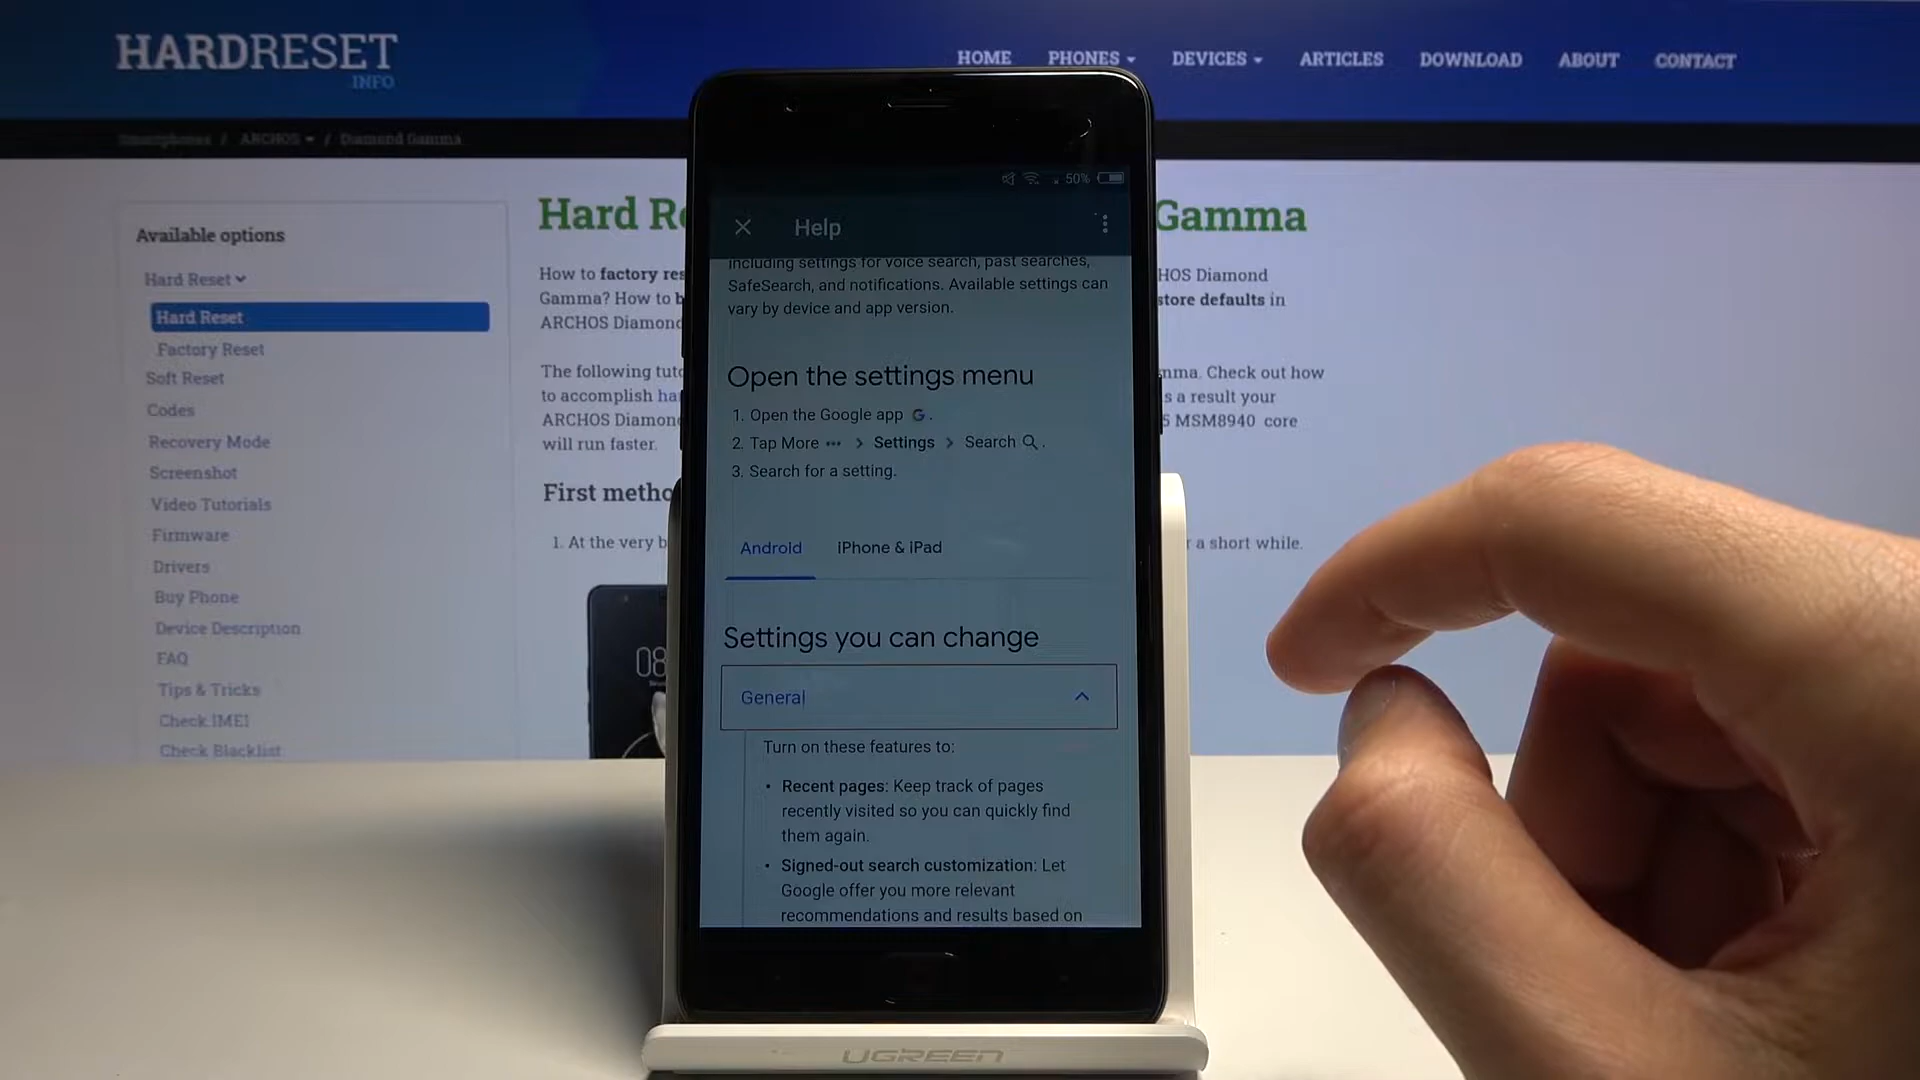 HARDRESET
.INFO
HOME PHONES DEVICES ARTICLES DOWNLOAD ABOUT CONTACT
Smartphones / ARCHOS / Diamond Gamma
Available options
Hard Reset
Hard Reset
Factory Reset
Soft Reset
Codes
Recovery Mode
Screenshot
Video Tutorials
Firmware
Drivers
Buy Phone
Device Description
FAQ
Tips & Tricks
Check IMEI
Check Blacklist
Hard Re Gamma
How to factory res HOS Diamond
Gamma? How to b store defaults in
ARCHOS Diamond
The following tuto mma. Check out how
to accomplish ha s a result your
ARCHOS Diamon 5 MSM8940 core
will run faster.
First metho
1. At the very b r a short while.
08
50%
Help
including settings for voice search, past searches,
SafeSearch, and notifications. Available settings can
vary by device and app version.
Open the settings menu
1. Open the Google app G.
2. Tap More ··· > Settings > Search.
3. Search for a setting.
Android iPhone & iPad
Settings you can change
General
Turn on these features to:
• Recent pages: Keep track of pages
recently visited so you can quickly find
them again.
• Signed-out search customization: Let
Google offer you more relevant
recommendations and results based on
UGREEN